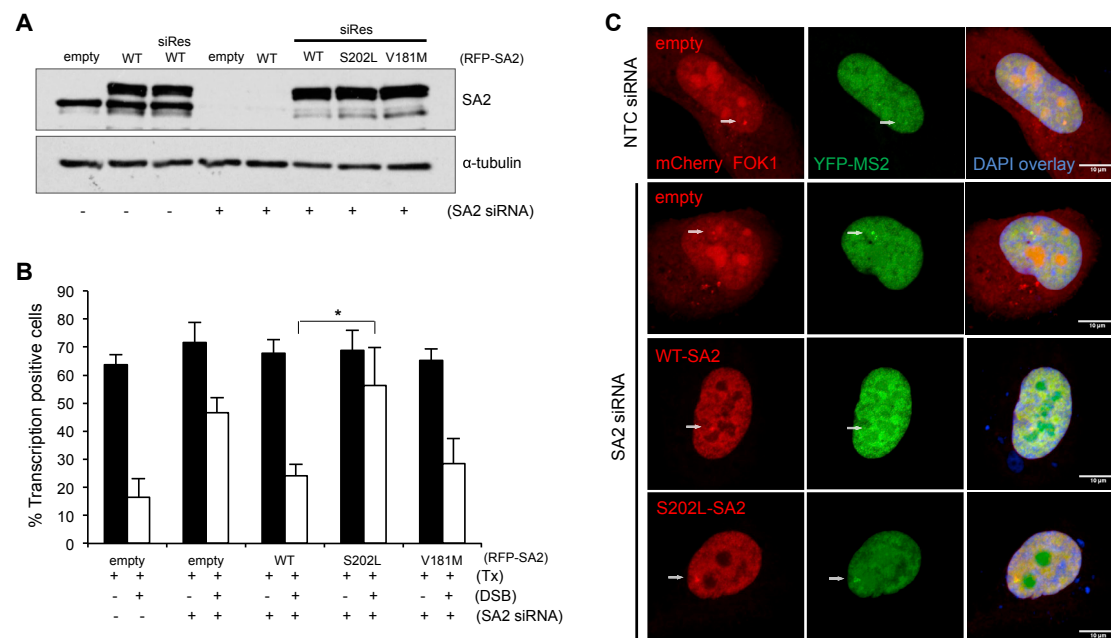 A
siRes
siRes
empty WT WT empty WT WT S202L V181M (RFP-SA2)
SA2
α-tubulin
- - - + + + + + (SA2 siRNA)
B
% Transcription positive cells
90
80
70
60
50
40
30
20
10
0
*
empty empty WT S202L V181M (RFP-SA2)
+ + + + + + + + + + (Tx)
- + - + - + - + - + (DSB)
- - + + + + + + + + (SA2 siRNA)
C
NTC siRNA
empty
mCherry FOK1 YFP-MS2 DAPI overlay
10 µm
SA2 siRNA
empty
10 µm
WT-SA2
10 µm
S202L-SA2
10 µm